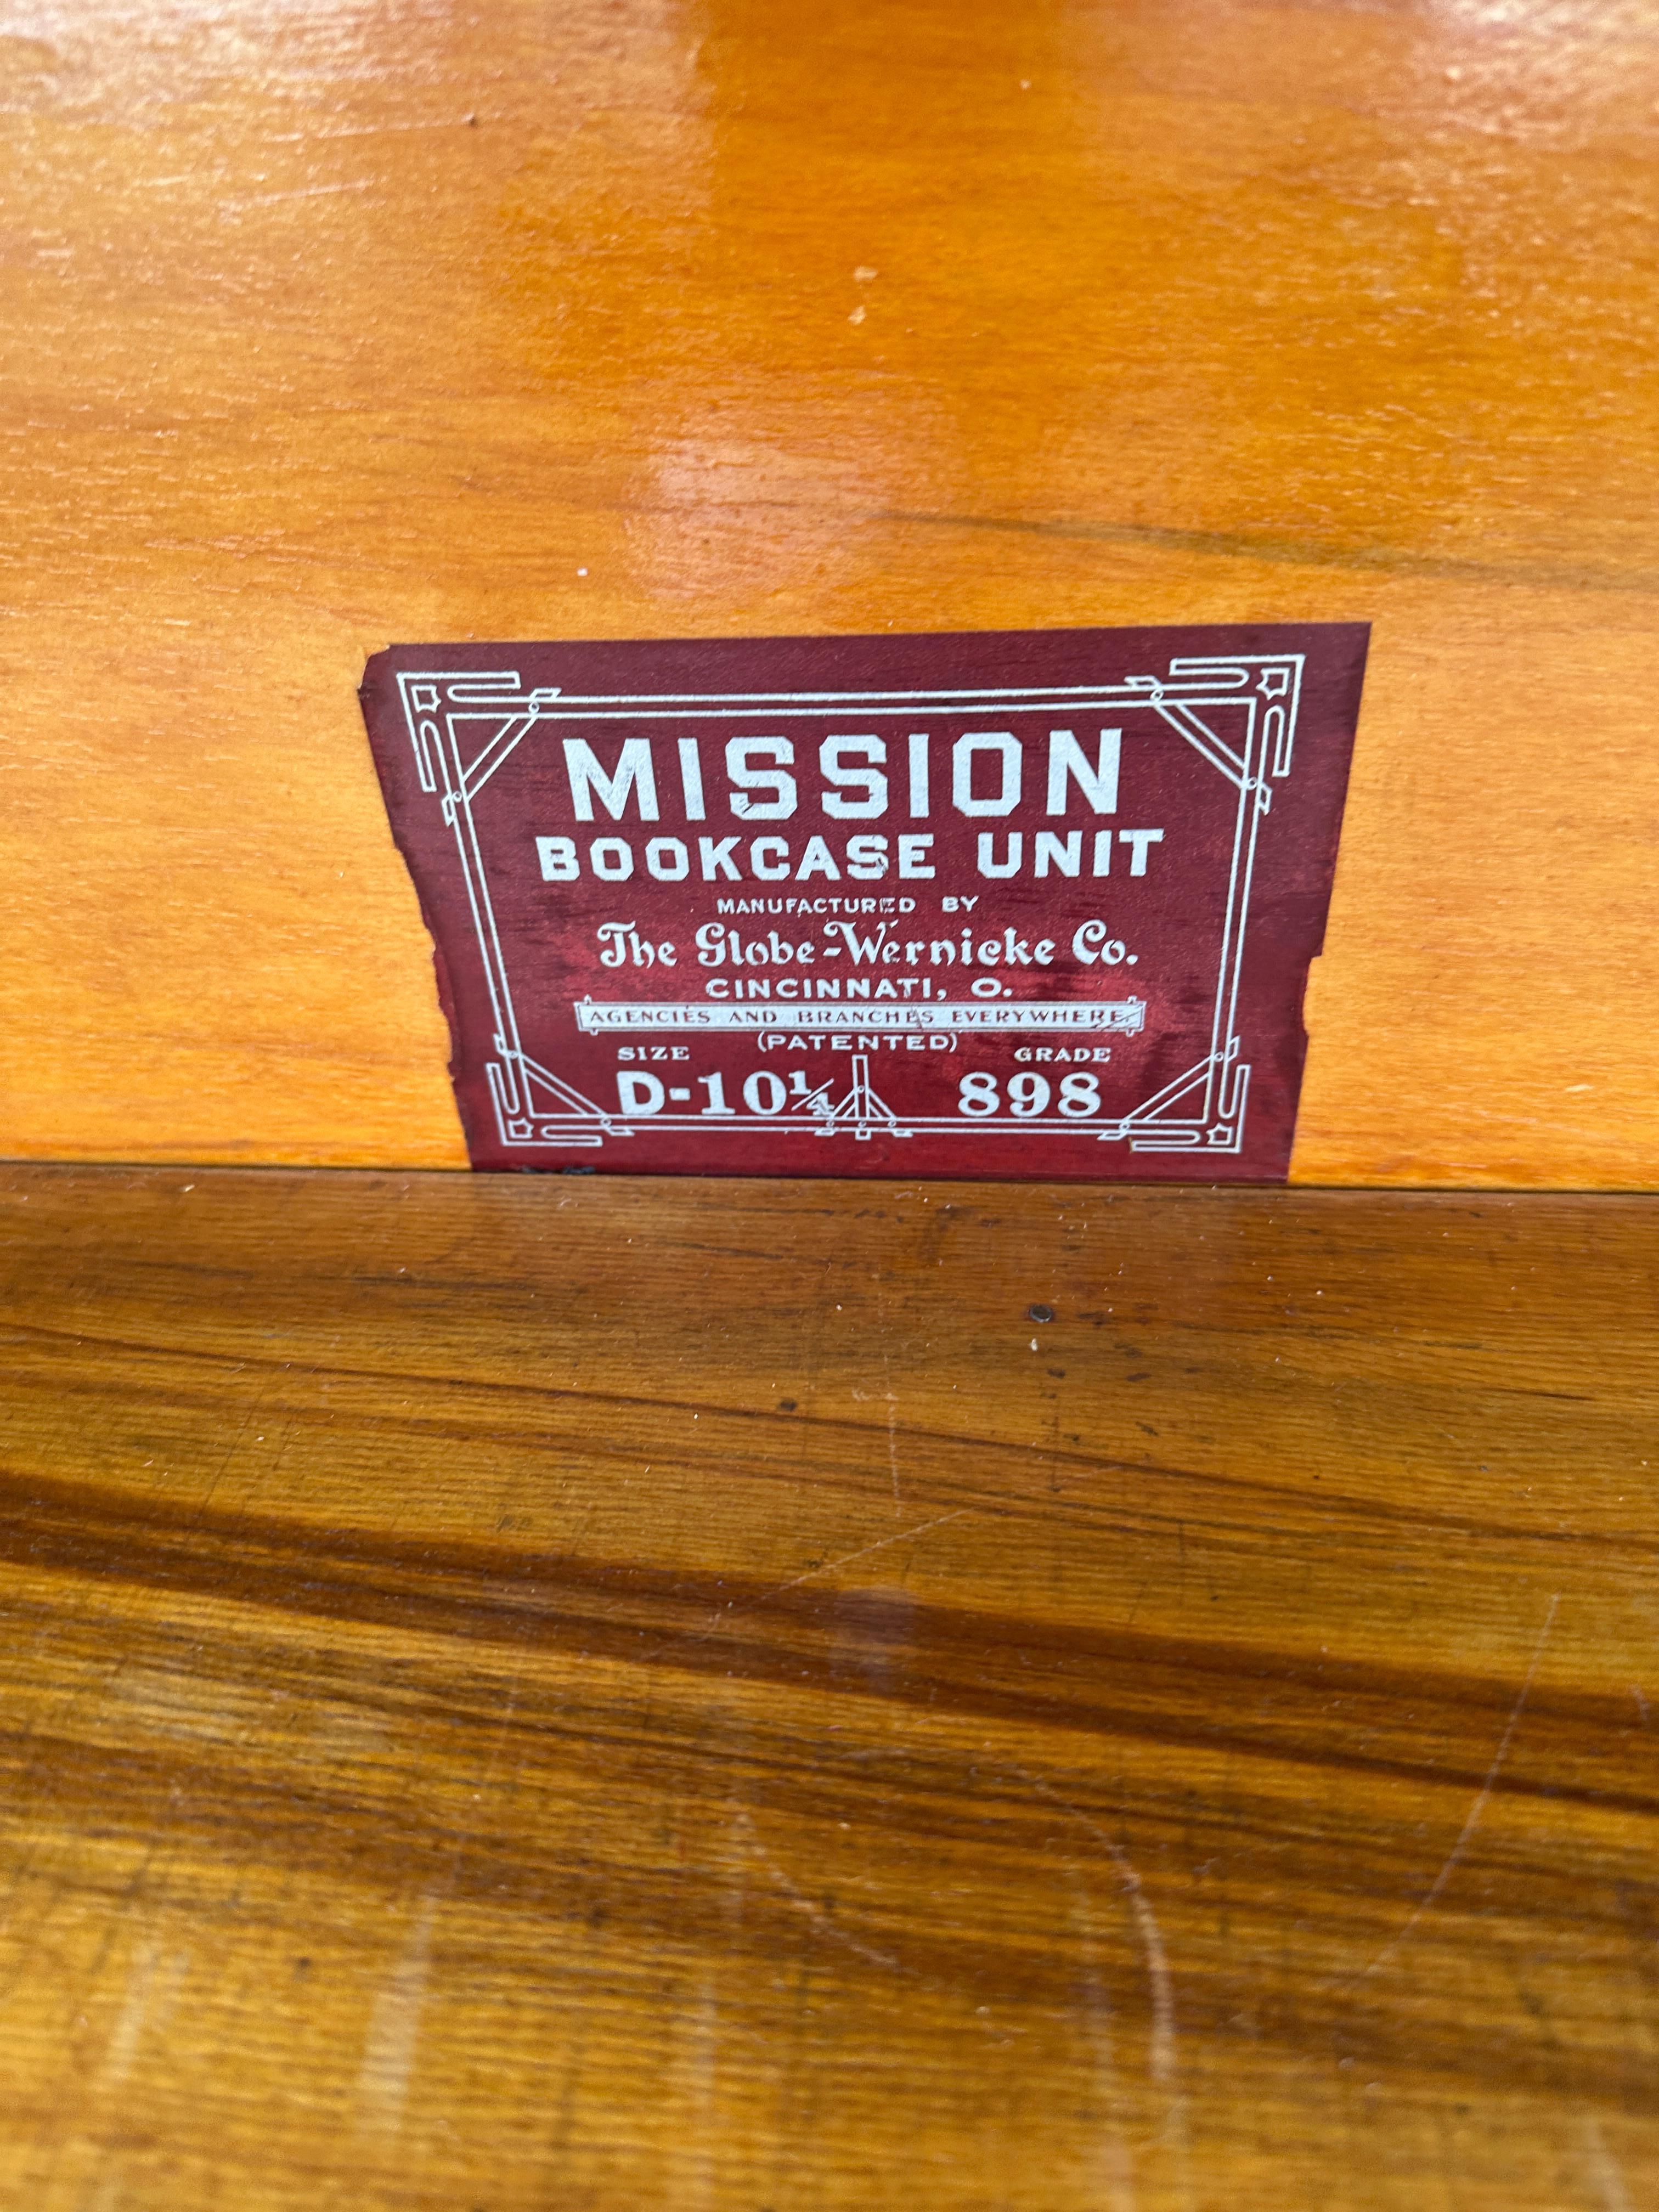 MISSION
BOOKCASE UNIT
MANUFACTURED BY
The Globe-Wernicke Co.
CINCINNATI, O.
AGENCIES AND BRANCHES EVERYWHERE.
(PATENTED)
SIZE GRADE
D-10¼ 898